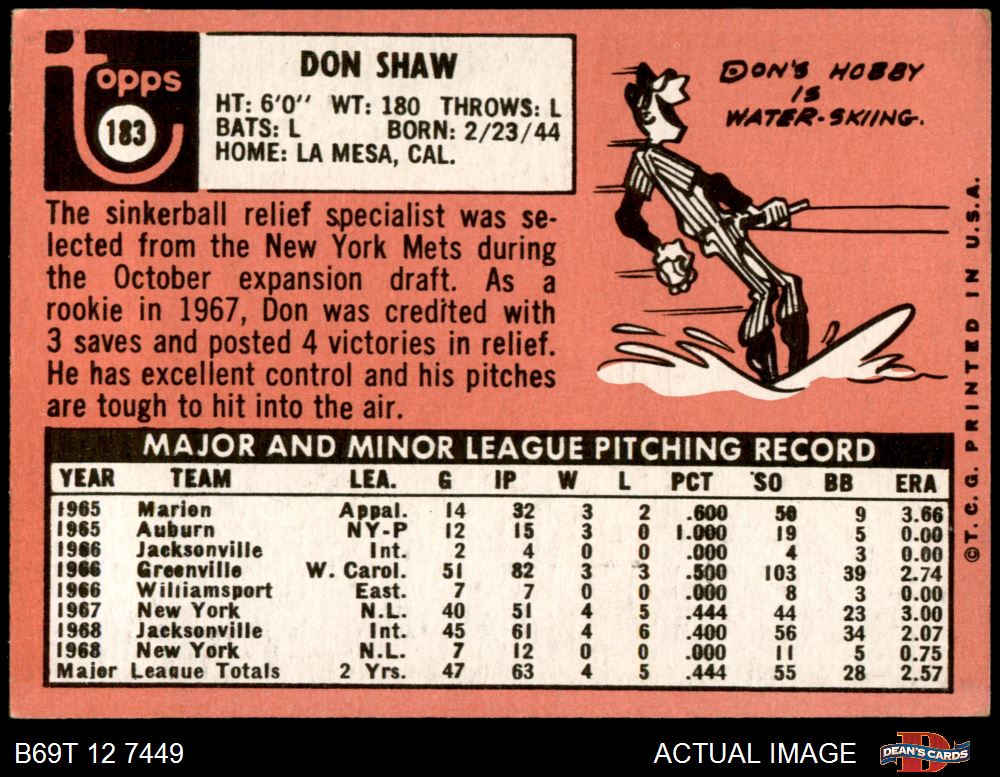 Topps
183
DON SHAW
HT: 6'0" WT: 180 THROWS: L
BATS: L BORN: 2/23/44
HOME: LA MESA, CAL.
DON'S HOBBY
IS
WATER-SKIING.
The sinkerball relief specialist was se-
lected from the New York Mets during
the October expansion draft. As a
rookie in 1967, Don was credited with
3 saves and posted 4 victories in relief.
He has excellent control and his pitches
are tough to hit into the air.
MAJOR AND MINOR LEAGUE PITCHING RECORD
YEAR TEAM LEA. G IP W L PCT SO BB ERA
1965 Marion Appal. 14 32 3 2 .600 50 9 3.66
1965 Auburn NY-P 12 15 3 0 1.000 19 5 0.00
1966 Jacksonville Int. 2 4 0 0 .000 4 3 0.00
1966 Greenville W. Carol. 51 82 3 3 .500 103 39 2.74
1966 Williamsport East. 7 7 0 0 .000 8 3 0.00
1967 New York N.L. 40 51 4 5 .444 44 23 3.00
1968 Jacksonville Int. 45 61 4 6 .400 56 34 2.07
1968 New York N.L. 7 12 0 0 .000 11 5 0.75
Major League Totals 2 Yrs. 47 63 4 5 .444 55 28 2.57
© T. C. G. PRINTED IN U.S.A.
B69T 12 7449
ACTUAL IMAGE
DEAN'S CARDS